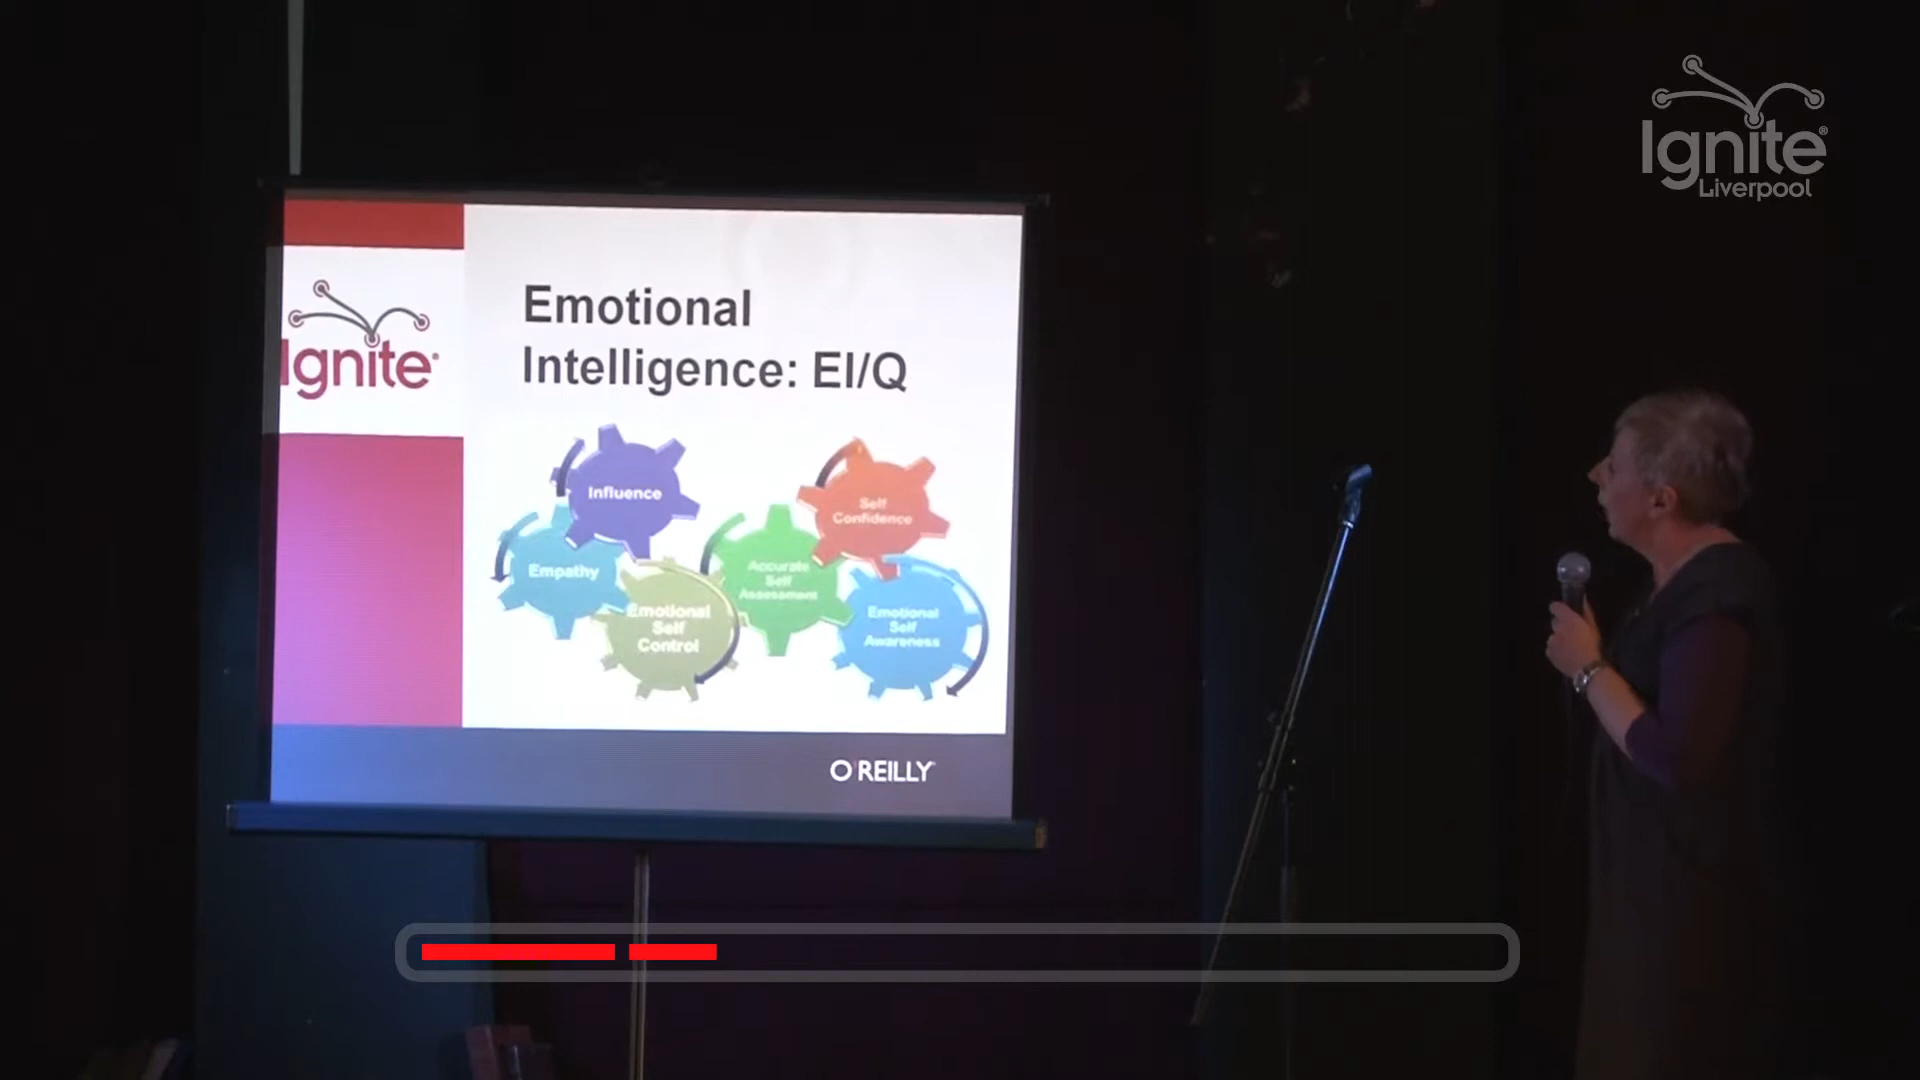 Ignite®
Liverpool
Ignite
Emotional
Intelligence: EI/Q
Influence
Self
Confidence
Empathy
Accurate
Self
Assessment
Emotional
Self
Control
Emotional
Self
Awareness
O'REILLY